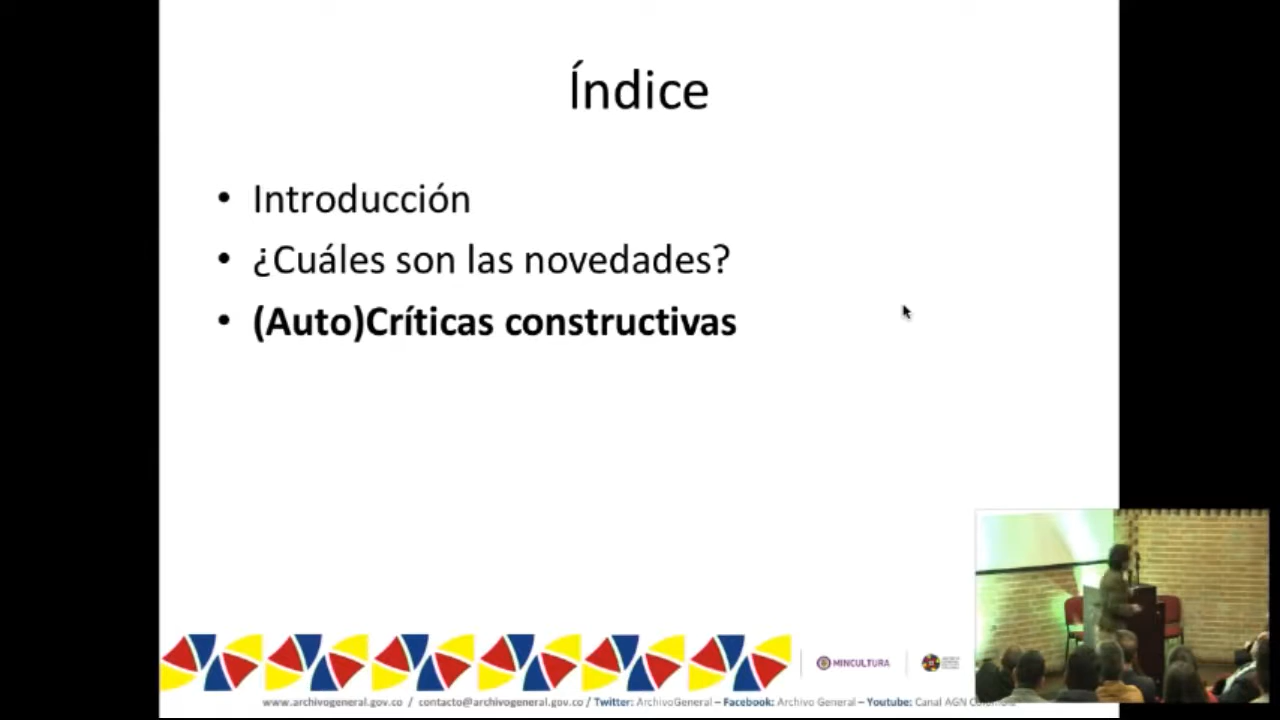 Índice
• Introducción
• ¿Cuáles son las novedades?
• (Auto)Críticas constructivas
MINCULTURA
www.archivogeneral.gov.co / contacto@archivogeneral.gov.co / Twitter: ArchivoGeneral – Facebook: Archivo General – Youtube: Canal AGN